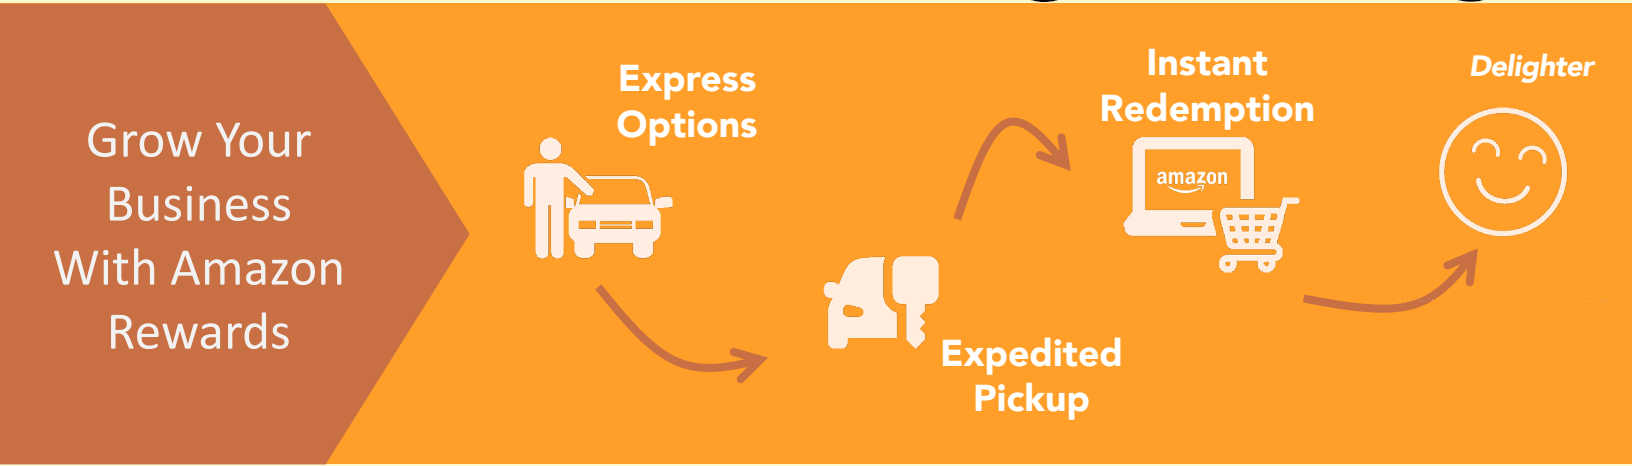 Grow Your
Business
With Amazon
Rewards
Express
Options
Expedited
Pickup
Instant
Redemption
amazon
Delighter